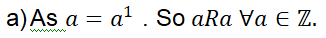 a) As a = a¹ . So aRa ∀a ∈ ℤ.